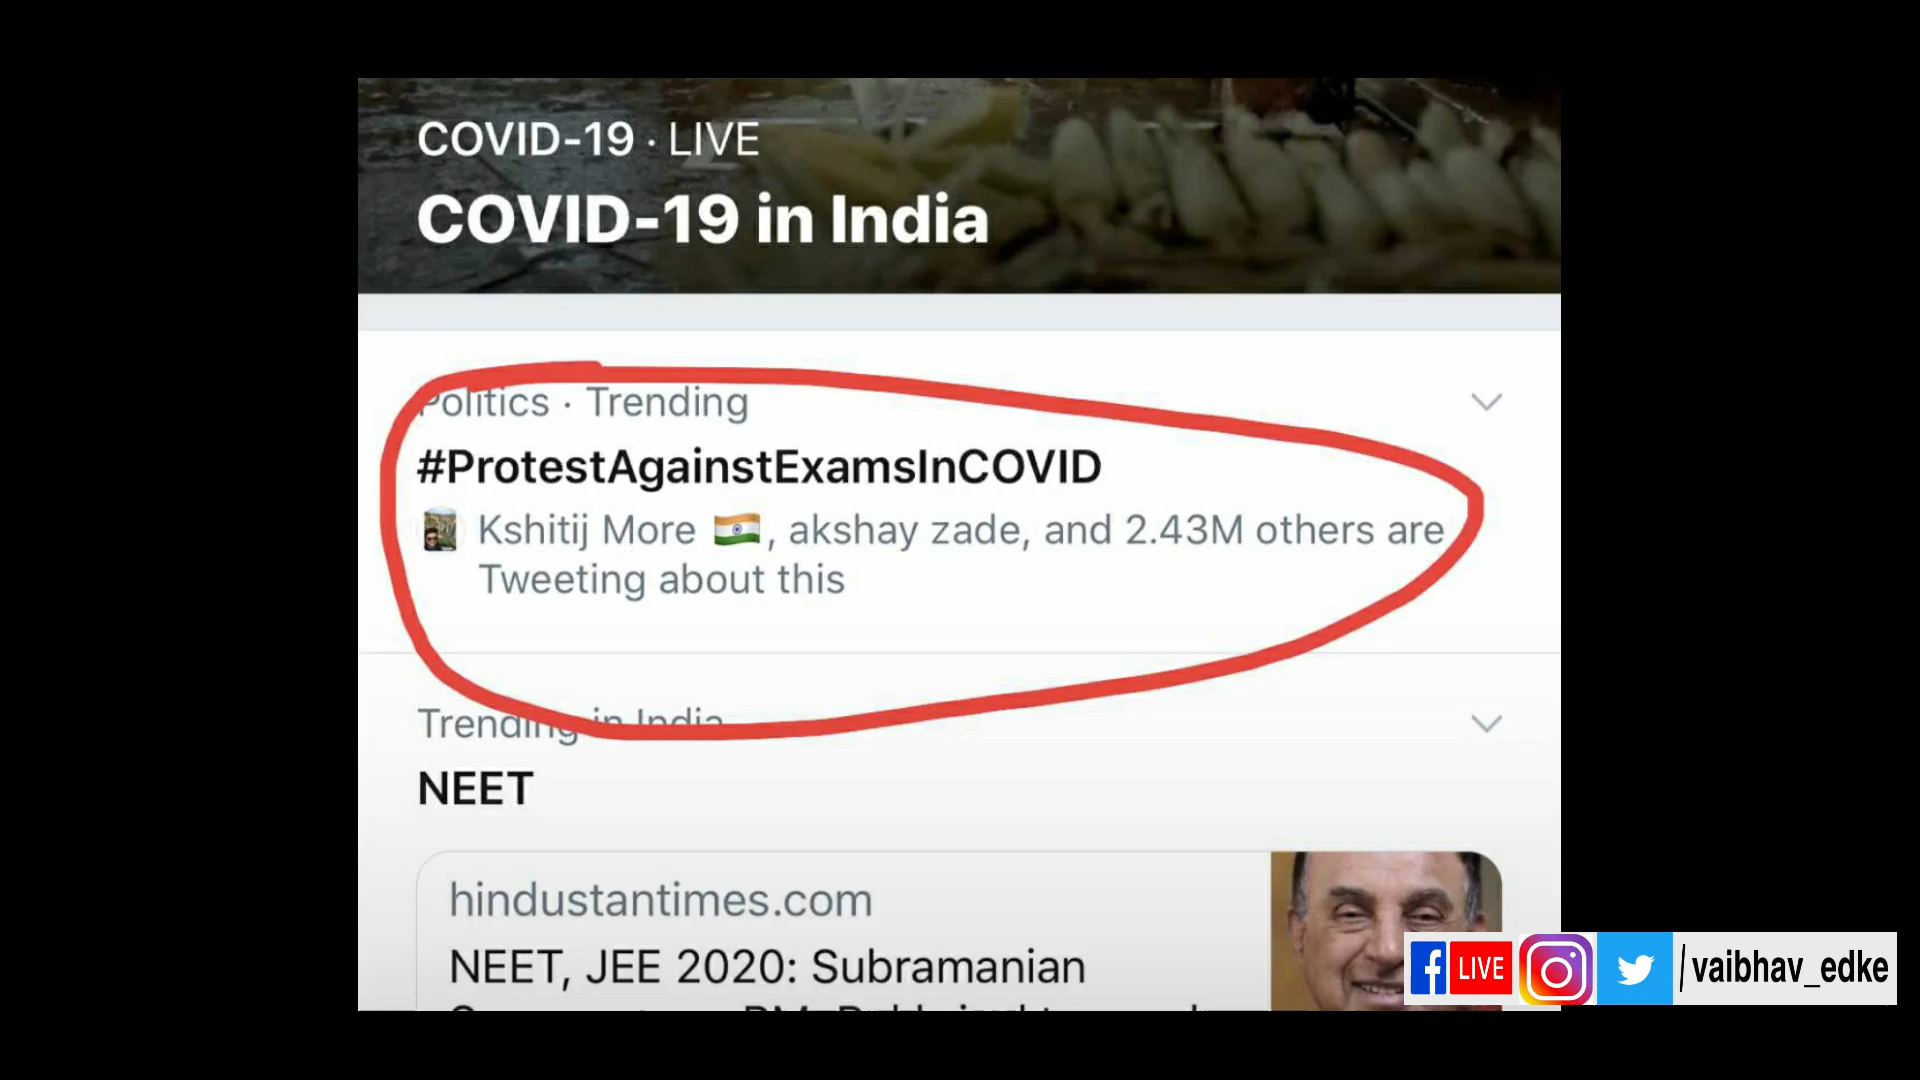 COVID-19 · LIVE
COVID-19 in India
Politics · Trending
#ProtestAgainstExamsInCOVID
Kshitij More 🇮🇳, akshay zade, and 2.43M others are
Tweeting about this
Trending in India
NEET
hindustantimes.com
NEET, JEE 2020: Subramanian
LIVE
/vaibhav_edke